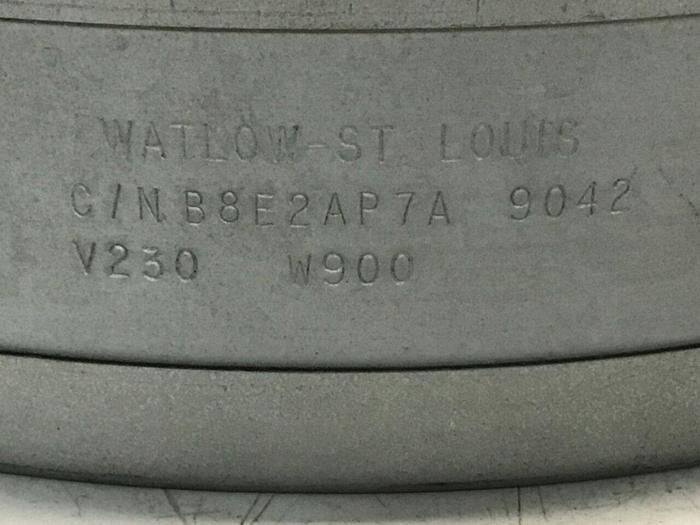 WATLOW-ST. LOUIS
C/N B8E2AP7A 9042
V230 W900